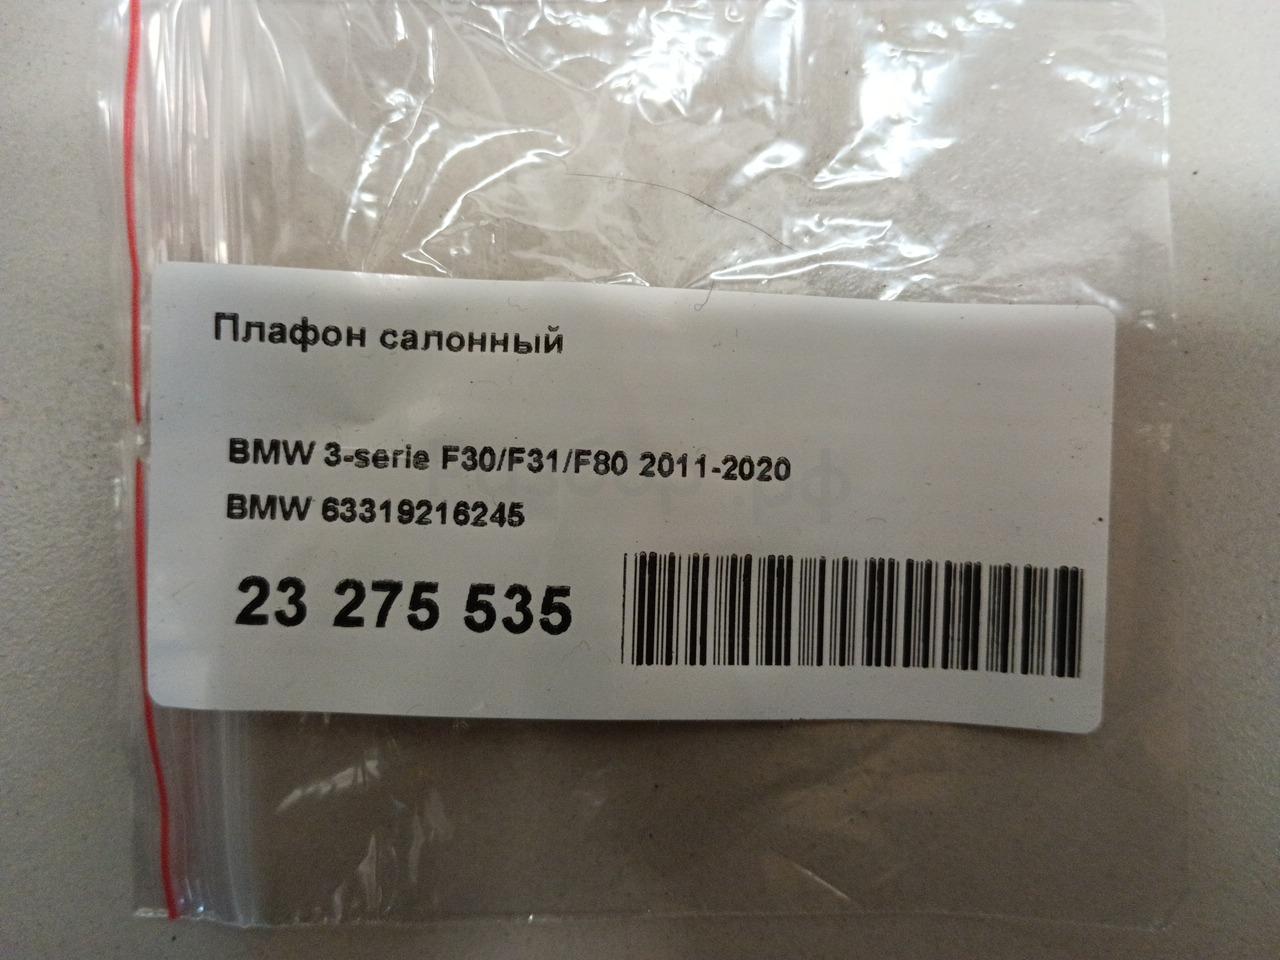 Плафон салонный
BMW 3-serie F30/F31/F80 2011-2020
BMW 63319216245
23 275 535